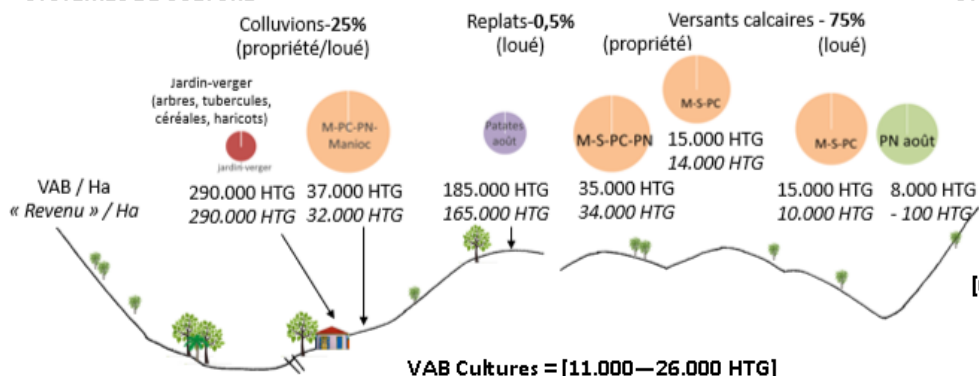 Colluvions-25%
(propriété/loué)
Replats-0,5%
(loué)
Versants calcaires - 75%
(propriété)
(loué)
Jardin-verger
(arbres, tubercules,
céréales, haricots)
jardin-verger
M-PC-PN-
Manioc
Patates
août
M-S-PC-PN
M-S-PC
15.000 HTG
14.000 HTG
M-S-PC
PN août
VAB / Ha
« Revenu » / Ha
290.000 HTG
290.000 HTG
37.000 HTG
32.000 HTG
185.000 HTG
165.000 HTG
35.000 HTG
34.000 HTG
15.000 HTG
10.000 HTG
8.000 HTG
- 100 HTG
VAB Cultures = [11.000—26.000 HTG]